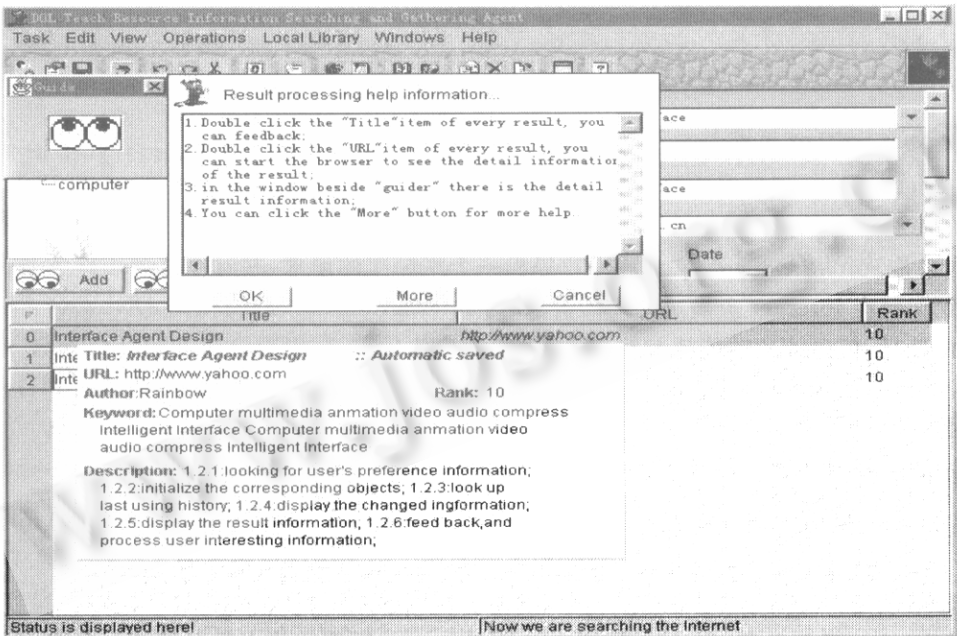 DGL Teach Resource Information Searching and Gathering Agent
Task Edit View Operations Local Library Windows Help
Guide
Result processing help information...
1. Double click the "Title"item of every result, you
can feedback;
2. Double click the "URL"item of every result, you
can start the browser to see the detail information
of the result;
3. in the window beside "guider" there is the detail
result information;
4. You can click the "More" button for more help.
ace
computer
ace
. cn
Date
Add
OK More Cancel
# Title URL Rank
0 Interface Agent Design http://www.yahoo.com 10
1 Inte 10
2 Inte 10
Title: Interface Agent Design :: Automatic saved
URL: http://www.yahoo.com
Author:Rainbow Rank: 10
Keyword: Computer multimedia anmation video audio compress
Intelligent Interface Computer multimedia anmation video
audio compress Intelligent Interface
Description: 1.2.1:looking for user's preference information;
1.2.2:initialize the corresponding objects; 1.2.3:look up
last using history; 1.2.4:display the changed ingformation;
1.2.5:display the result information; 1.2.6:feed back,and
process user interesting information;
Status is displayed here! Now we are searching the Internet
www.jos.org.cn